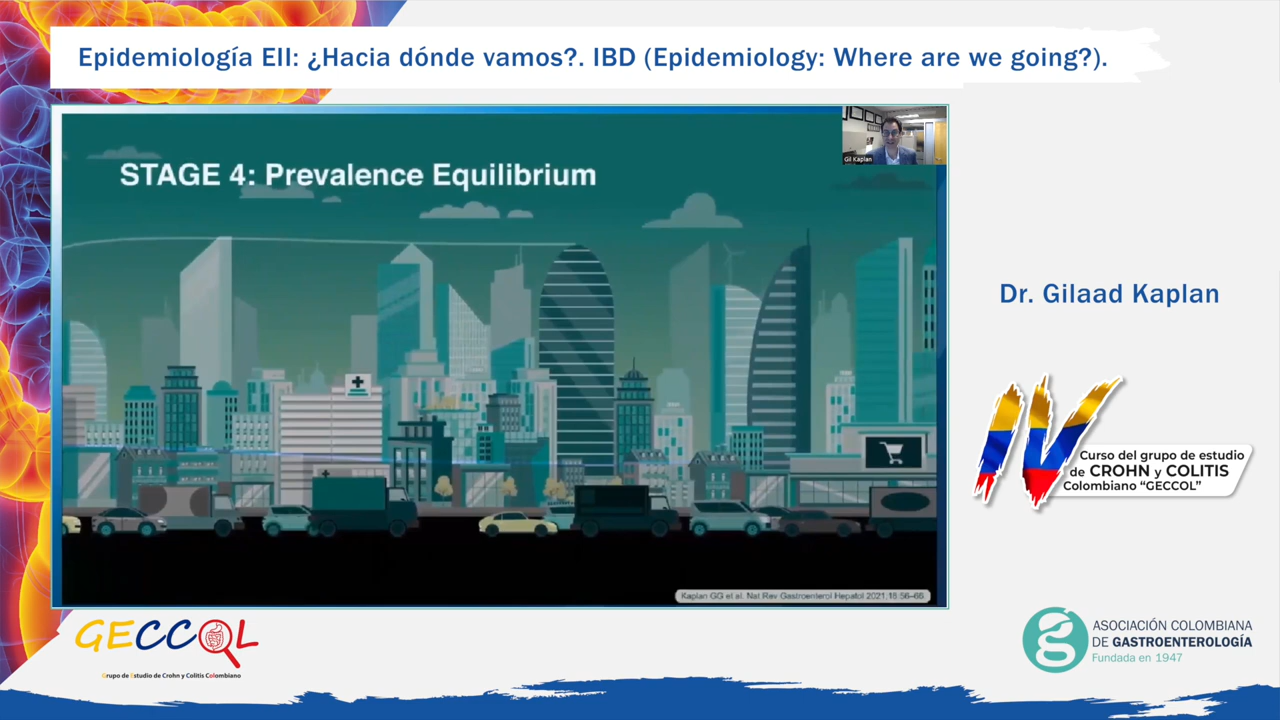 Epidemiología EII: ¿Hacia dónde vamos?. IBD (Epidemiology: Where are we going?).
Gil Kaplan
STAGE 4: Prevalence Equilibrium
Kaplan GG et al. Nat Rev Gastroenterol Hepatol 2021;18:56–66.
Dr. Gilaad Kaplan
IV
Curso del grupo de estudio
de CROHN y COLITIS
Colombiano “GECCOL”
GECCOL
Grupo de Estudio de Crohn y Colitis Colombiano
ASOCIACIÓN COLOMBIANA
DE GASTROENTEROLOGÍA
Fundada en 1947